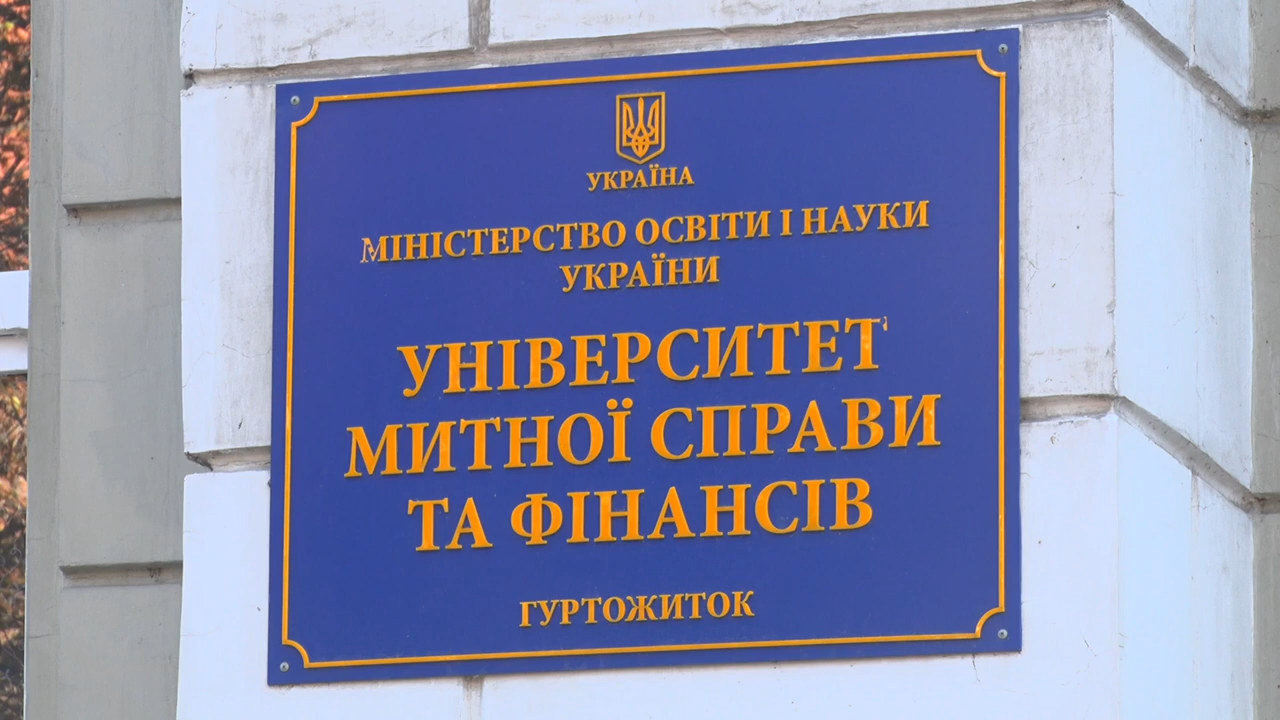 УКРАЇНА
МІНІСТЕРСТВО ОСВІТИ І НАУКИ
УКРАЇНИ
УНІВЕРСИТЕТ
МИТНОЇ СПРАВИ
ТА ФІНАНСІВ
ГУРТОЖИТОК